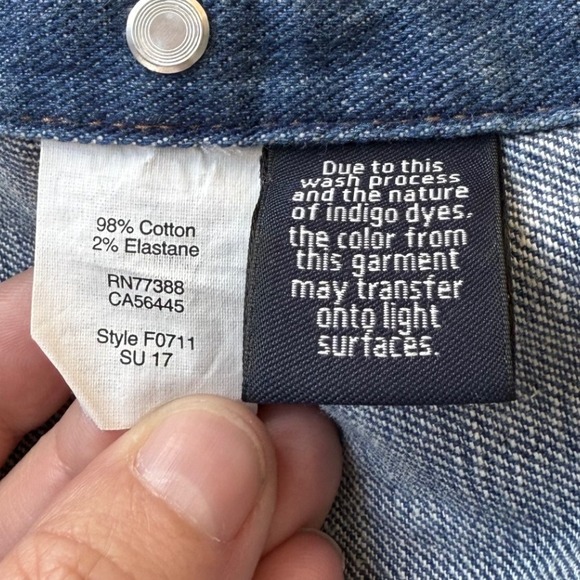 98% Cotton
2% Elastane
RN77388
CA56445
Style F0711
SU 17
Due to this
wash process
and the nature
of indigo dyes,
the color from
this garment
may transfer
onto light
surfaces.